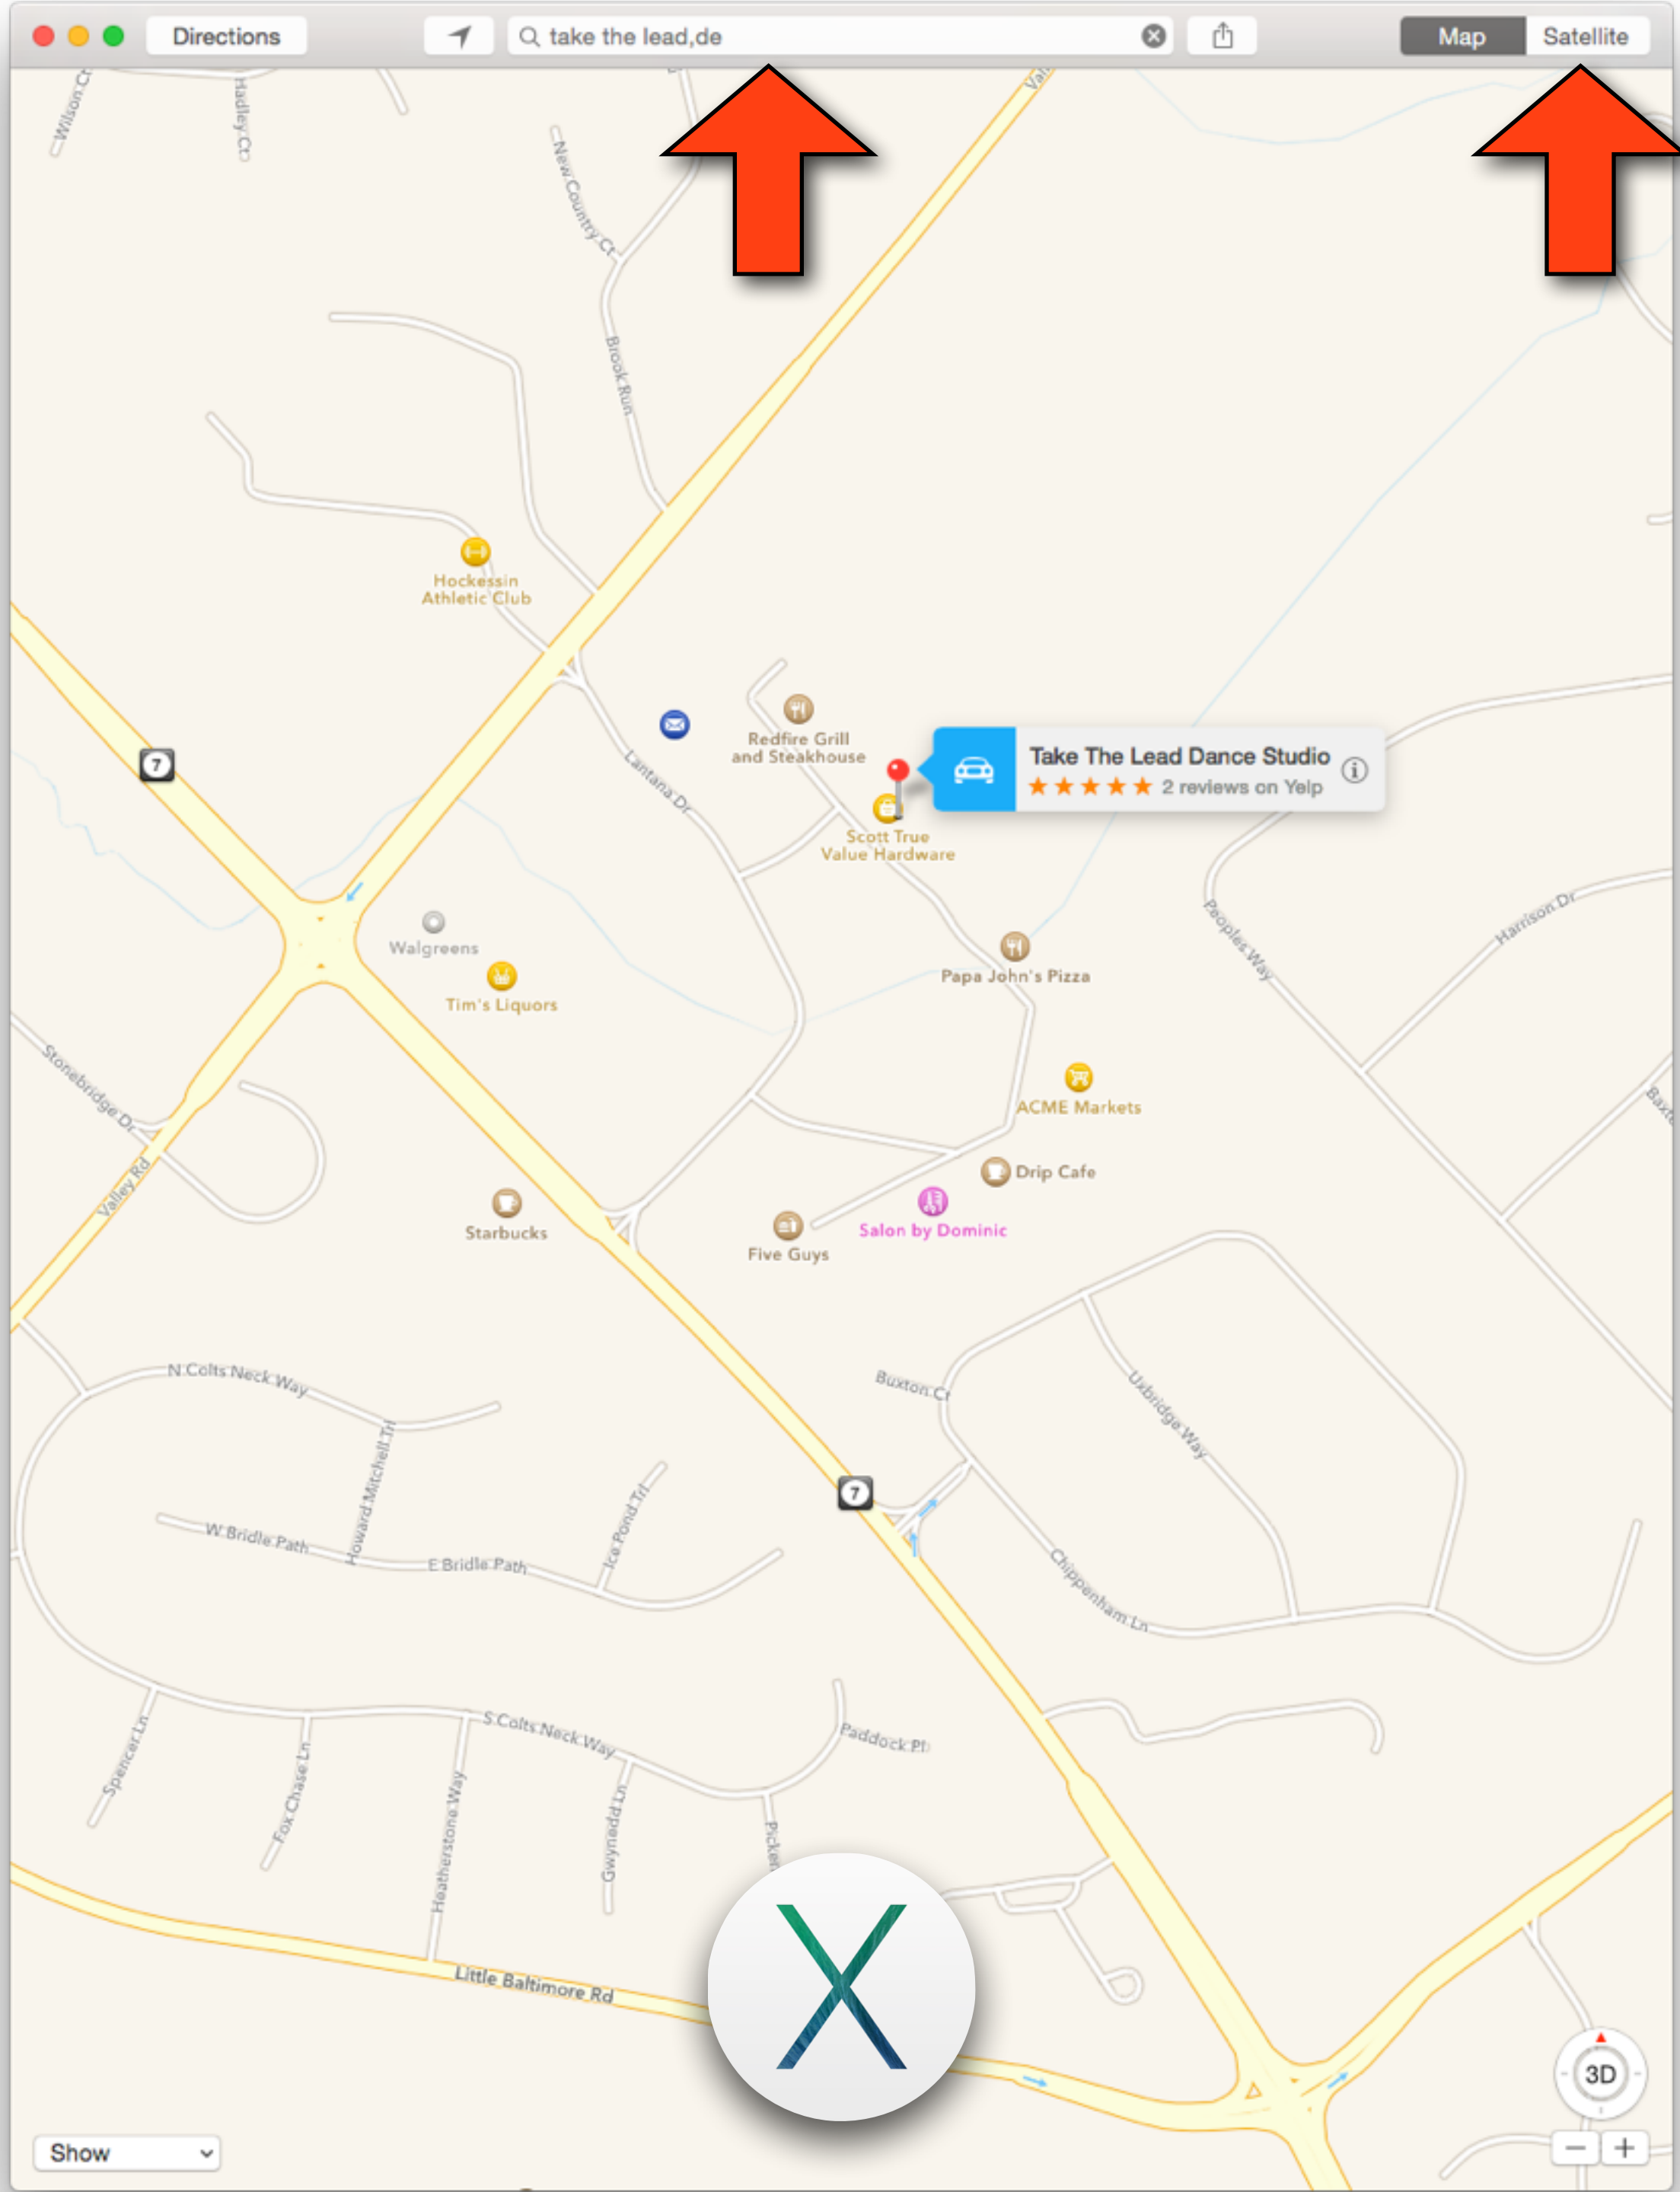 Directions
take the lead,de
Map
Satellite
Wilson Ct
Hadley Ct
New Country Ct
Brook Run
Hockessin
Athletic Club
Redfire Grill
and Steakhouse
Take The Lead Dance Studio
2 reviews on Yelp
7
Lantana Dr
Scott True
Value Hardware
Walgreens
Tim's Liquors
Papa John's Pizza
Peoples Way
Harrison Dr
Stonebridge Dr
Valley Rd
ACME Markets
Drip Cafe
Salon by Dominic
Starbucks
Five Guys
N Colts Neck Way
Howard Mitchell Trl
Buxton Ct
Uxbridge Way
7
W Bridle Path
E Bridle Path
Ice Pond Trl
Chippenham Ln
Spencer Ln
Fox Chase Ln
Heatherstone Way
S Colts Neck Way
Gwynedd Ln
Paddock Pl
Picker
Little Baltimore Rd
X
3D
Show